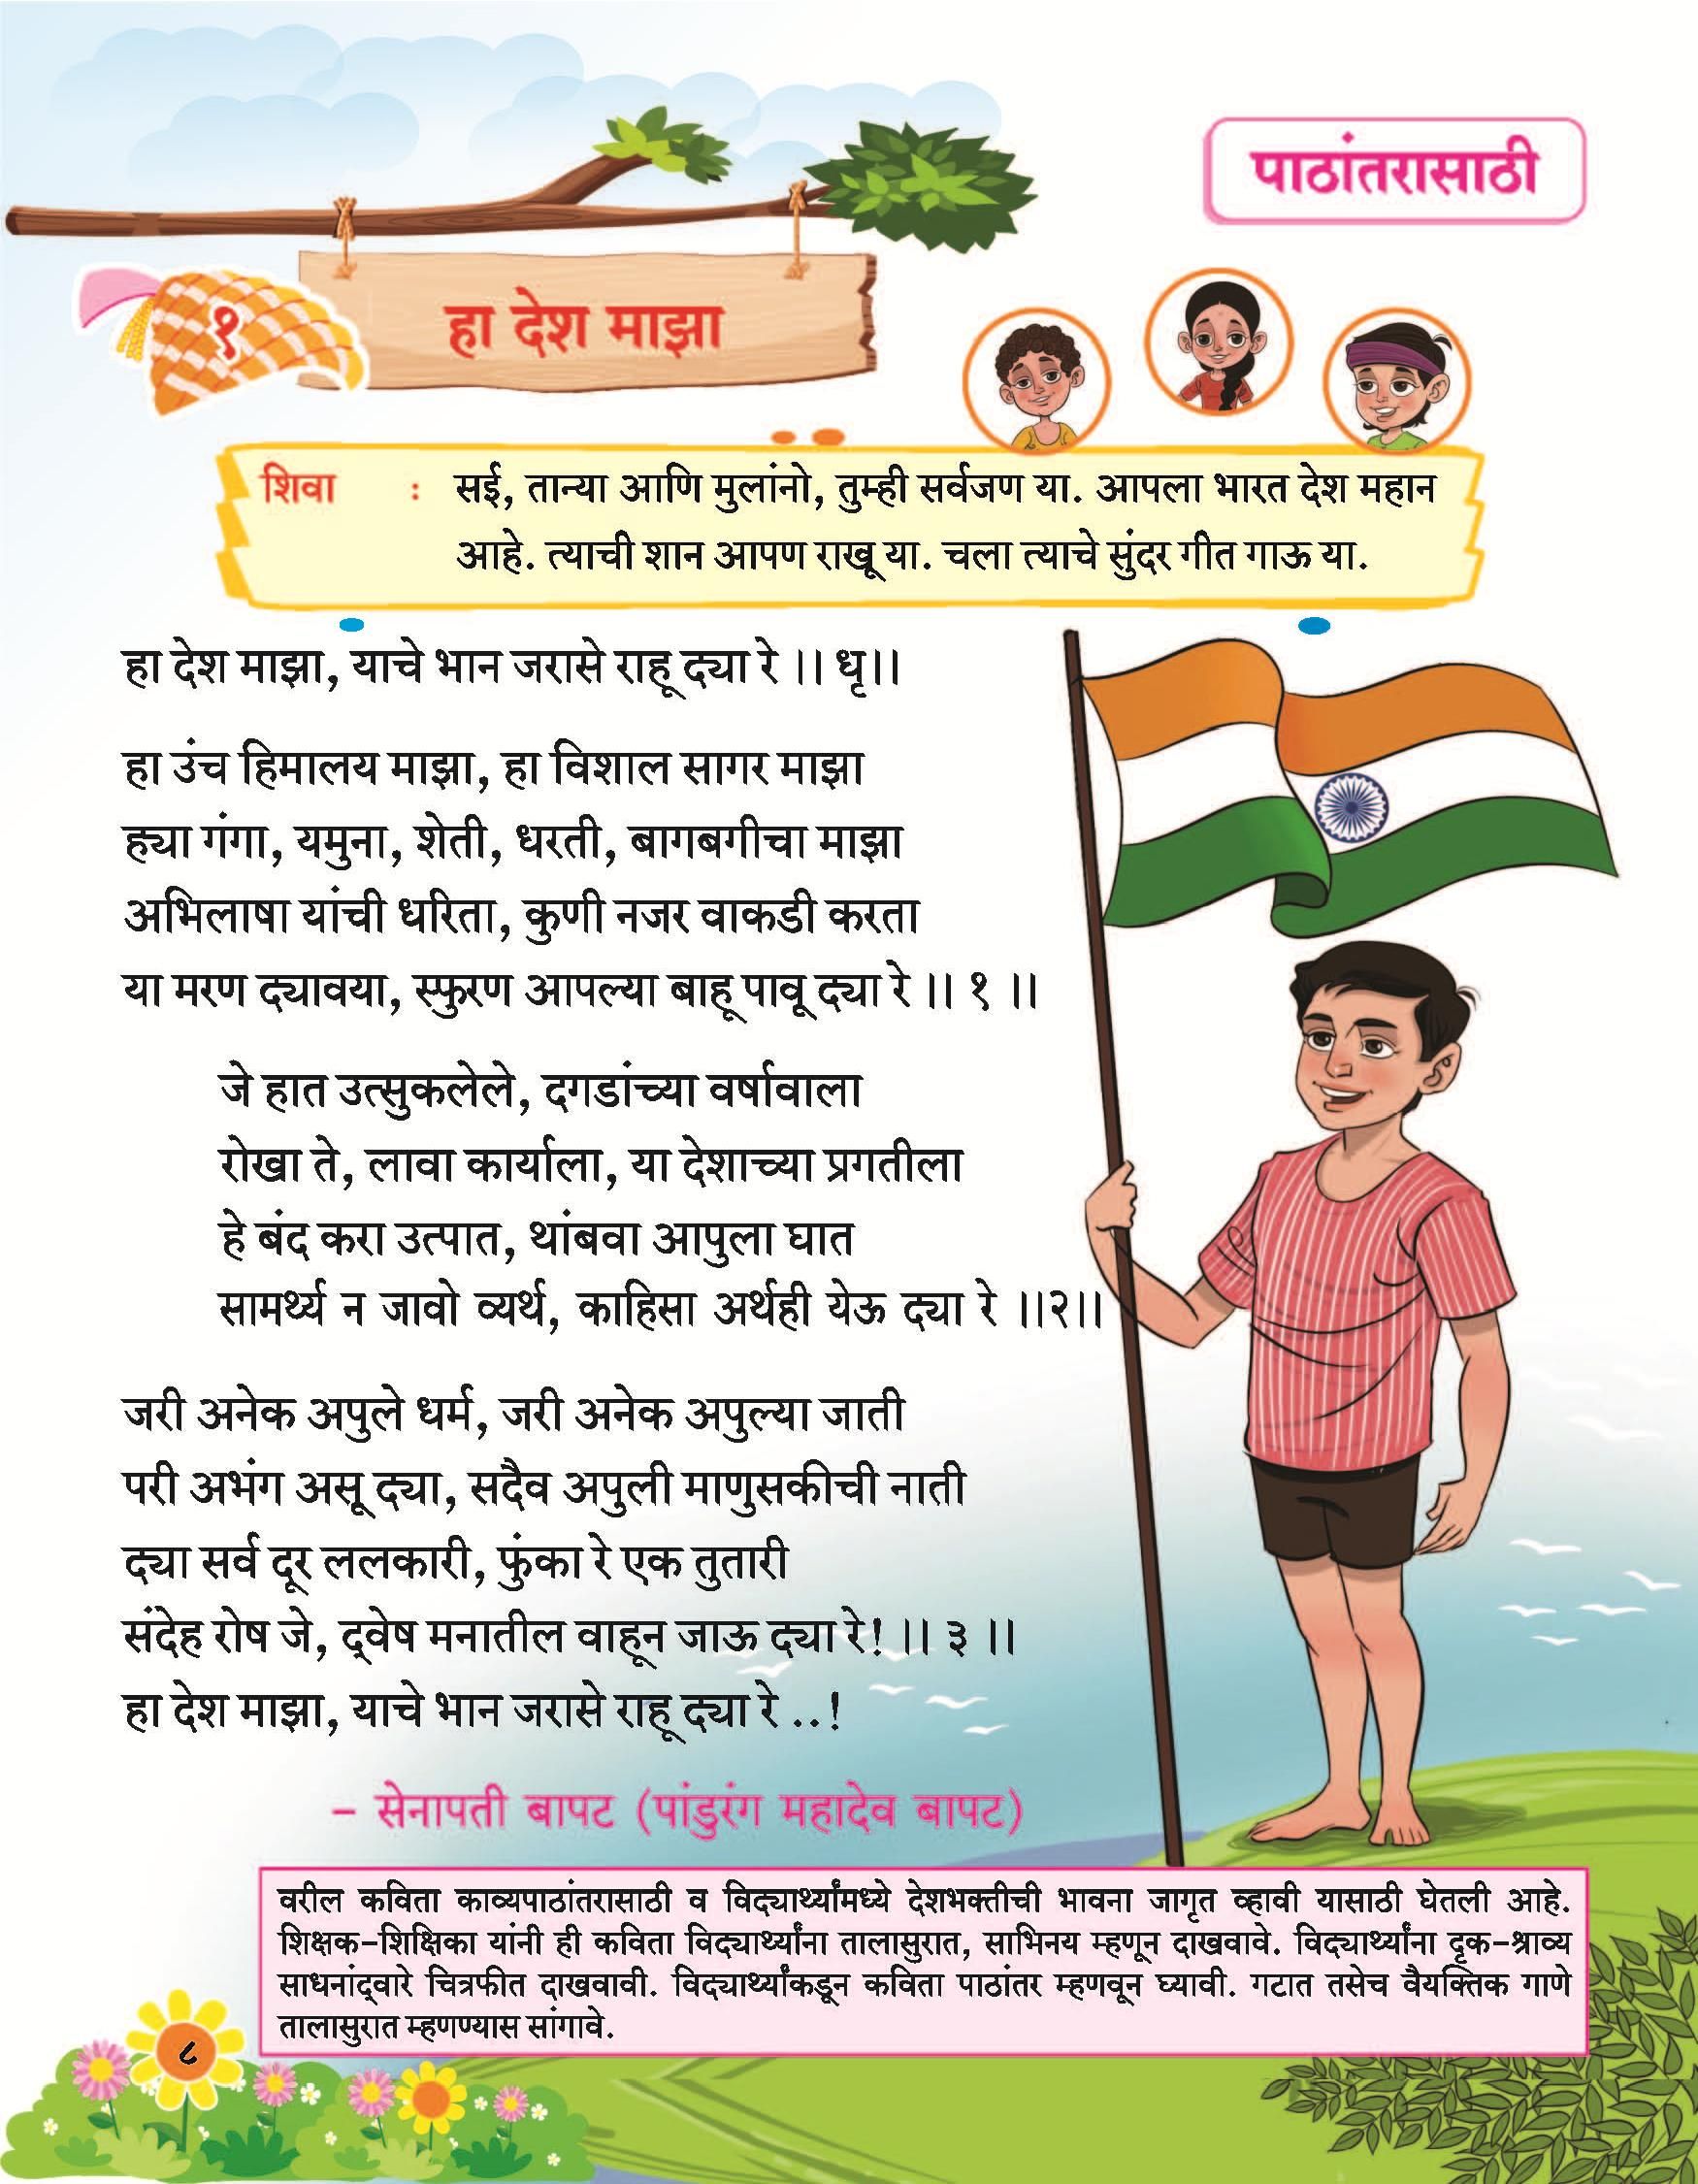 पाठांतरासाठी
१
हा देश माझा
शिवा : सई, तान्या आणि मुलांनो, तुम्ही सर्वजण या. आपला भारत देश महान
आहे. त्याची शान आपण राखू या. चला त्याचे सुंदर गीत गाऊ या.
हा देश माझा, याचे भान जरासे राहू द्या रे ।। धृ।।
हा उंच हिमालय माझा, हा विशाल सागर माझा
ह्या गंगा, यमुना, शेती, धरती, बागबगीचा माझा
अभिलाषा यांची धरिता, कुणी नजर वाकडी करता
या मरण द्यावया, स्फुरण आपल्या बाहू पावू द्या रे ।। १ ।।
जे हात उत्सुकलेले, दगडांच्या वर्षावाला
रोखा ते, लावा कार्याला, या देशाच्या प्रगतीला
हे बंद करा उत्पात, थांबवा आपुला घात
सामर्थ्य न जावो व्यर्थ, काहिसा अर्थही येऊ द्या रे ।।२।।
जरी अनेक अपुले धर्म, जरी अनेक अपुल्या जाती
परी अभंग असू द्या, सदैव अपुली माणुसकीची नाती
द्या सर्व दूर ललकारी, फुंका रे एक तुतारी
संदेह रोष जे, द्‌वेष मनातील वाहून जाऊ द्या रे! ।। ३ ।।
हा देश माझा, याचे भान जरासे राहू द्या रे ..!
– सेनापती बापट (पांडुरंग महादेव बापट)
वरील कविता काव्यपाठांतरासाठी व विद्यार्थ्यांमध्ये देशभक्तीची भावना जागृत व्हावी यासाठी घेतली आहे.
शिक्षक–शिक्षिका यांनी ही कविता विद्यार्थ्यांना तालासुरात, साभिनय म्हणून दाखवावे. विद्यार्थ्यांना दृक–श्राव्य
साधनांद्‌वारे चित्रफीत दाखवावी. विद्यार्थ्यांकडून कविता पाठांतर म्हणवून घ्यावी. गटात तसेच वैयक्तिक गाणे
तालासुरात म्हणण्यास सांगावे.
८